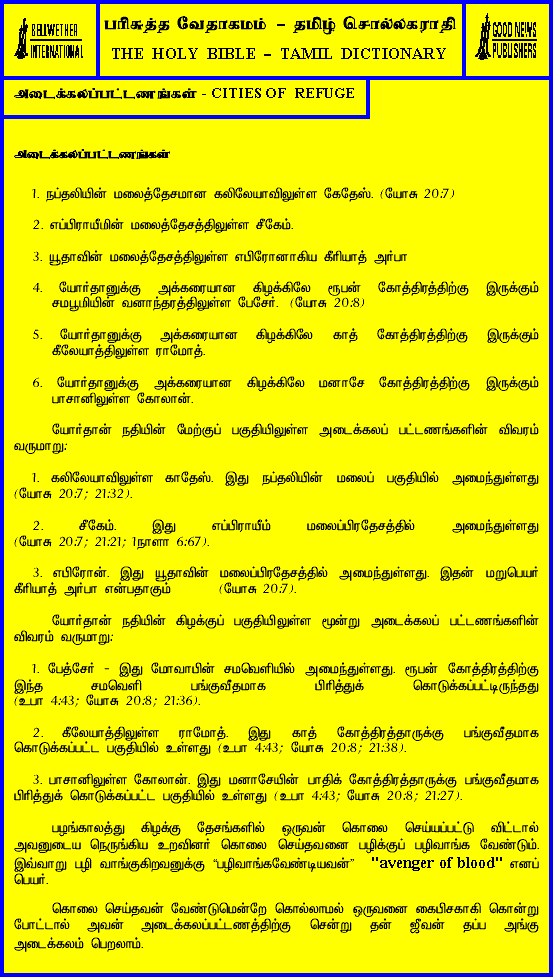 BELLWETHER
INTERNATIONAL
பரிசுத்த வேதாகமம் – தமிழ் சொல்லகராதி
THE HOLY BIBLE – TAMIL DICTIONARY
GOOD NEWS
PUBLISHERS
அடைக்கலப்பட்டணங்கள் - CITIES OF REFUGE
அடைக்கலப்பட்டணங்கள்
1. நப்தலியின் மலைத்தேசமான கலிலேயாவிலுள்ள கேதேஸ். (யோசு 20:7)
2. எப்பிராயீமின் மலைத்தேசத்திலுள்ள சீகேம்.
3. யூதாவின் மலைத்தேசத்திலுள்ள எபிரோனாகிய கீரியாத் அர்பா
4. யோர்தானுக்கு அக்கரையான கிழக்கிலே ரூபன் கோத்திரத்திற்கு இருக்கும்
சமபூமியின் வனாந்தரத்திலுள்ள பேசேர். (யோசு 20:8)
5. யோர்தானுக்கு அக்கரையான கிழக்கிலே காத் கோத்திரத்திற்கு இருக்கும்
கீலேயாத்திலுள்ள ராமோத்.
6. யோர்தானுக்கு அக்கரையான கிழக்கிலே மனாசே கோத்திரத்திற்கு இருக்கும்
பாசானிலுள்ள கோலான்.
யோர்தான் நதியின் மேற்குப் பகுதியிலுள்ள அடைக்கலப் பட்டணங்களின் விவரம்
வருமாறு:
1. கலிலேயாவிலுள்ள காதேஸ். இது நப்தலியின் மலைப் பகுதியில் அமைந்துள்ளது
(யோசு 20:7; 21:32).
2. சீகேம். இது எப்பிராயீம் மலைப்பிரதேசத்தில் அமைந்துள்ளது
(யோசு 20:7; 21:21; 1நாளா 6:67).
3. எபிரோன். இது யூதாவின் மலைப்பிரதேசத்தில் அமைந்துள்ளது. இதன் மறுபெயர்
கீரியாத் அர்பா என்பதாகும் (யோசு 20:7).
யோர்தான் நதியின் கிழக்குப் பகுதியிலுள்ள மூன்று அடைக்கலப் பட்டணங்களின்
விவரம் வருமாறு:
1. பேத்சேர் - இது மோவாபின் சமவெளியில் அமைந்துள்ளது. ரூபன் கோத்திரத்திற்கு
இந்த சமவெளி பங்குவீதமாக பிரித்துக் கொடுக்கப்பட்டிருந்தது
(உபா 4:43; யோசு 20:8; 21:36).
2. கீலேயாத்திலுள்ள ராமோத். இது காத் கோத்திரத்தாருக்கு பங்குவீதமாக
கொடுக்கப்பட்ட பகுதியில் உள்ளது (உபா 4:43; யோசு 20:8; 21:38).
3. பாசானிலுள்ள கோலான். இது மனாசேயின் பாதிக் கோத்திரத்தாருக்கு பங்குவீதமாக
பிரித்துக் கொடுக்கப்பட்ட பகுதியில் உள்ளது (உபா 4:43; யோசு 20:8; 21:27).
பழங்காலத்து கிழக்கு தேசங்களில் ஒருவன் கொலை செய்யப்பட்டு விட்டால்
அவனுடைய நெருங்கிய உறவினர் கொலை செய்தவனை பழிக்குப் பழிவாங்க வேண்டும்.
இவ்வாறு பழி வாங்குகிறவனுக்கு “பழிவாங்கவேண்டியவன்” "avenger of blood" எனப்
பெயர்.
கொலை செய்தவன் வேண்டுமென்றே கொல்லாமல் ஒருவனை கைபிசகாகி கொன்று
போட்டால் அவன் அடைக்கலப்பட்டணத்திற்கு சென்று தன் ஜீவன் தப்ப அங்கு
அடைக்கலம் பெறலாம்.